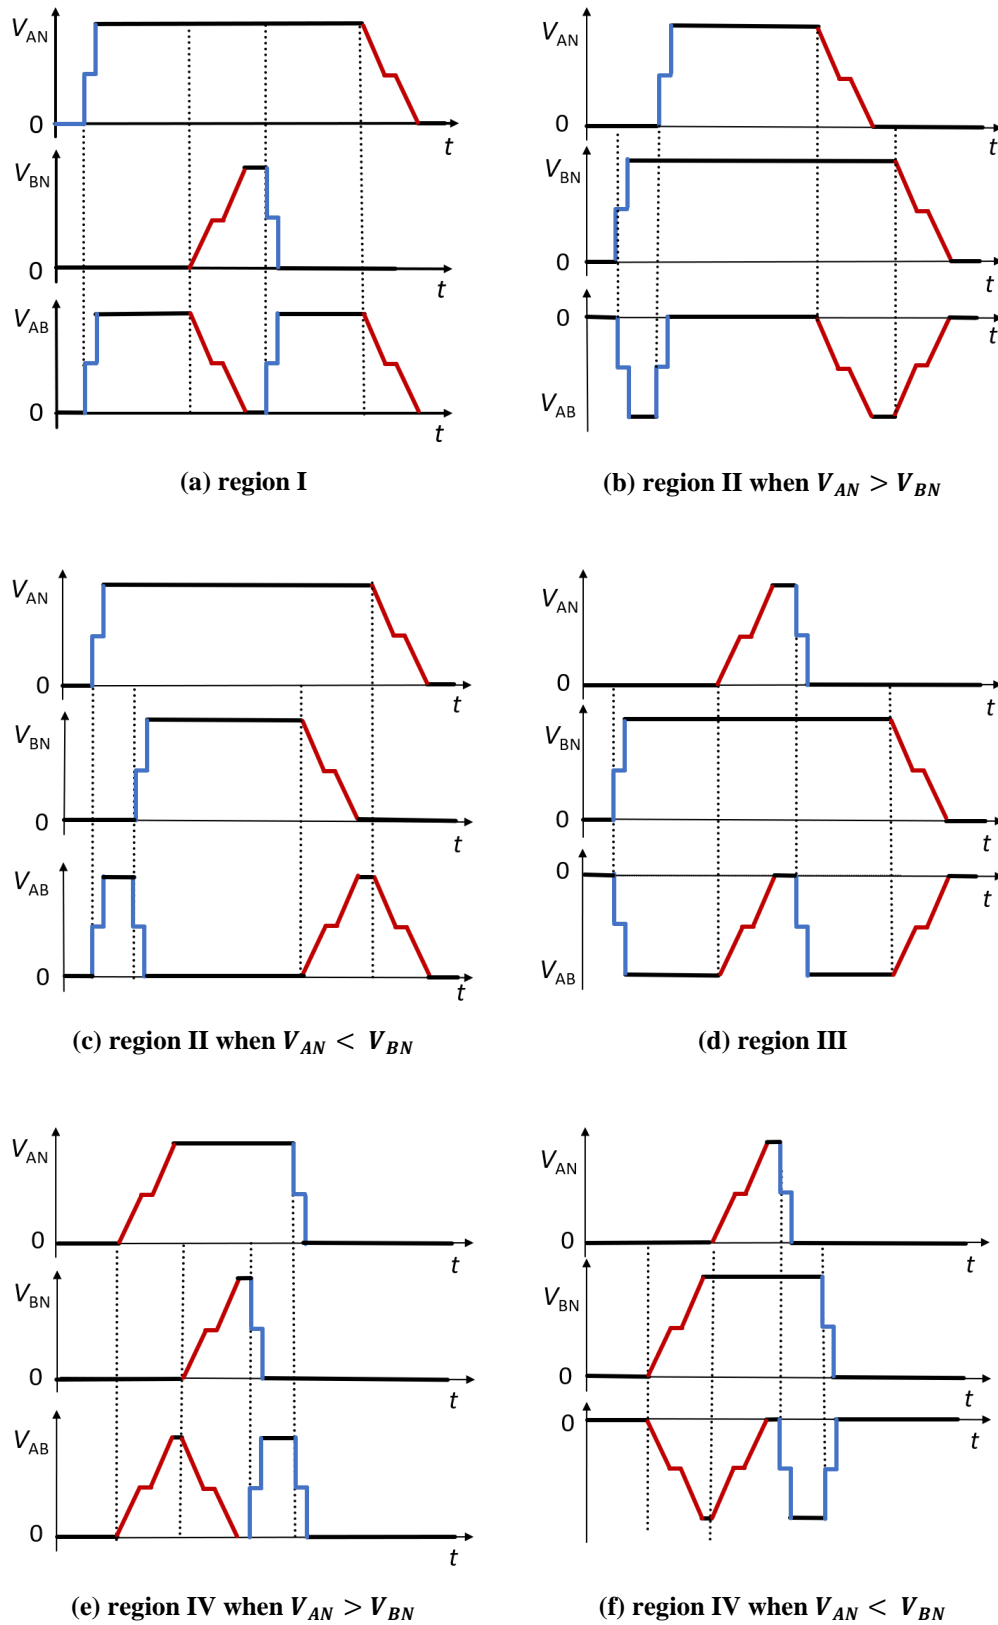 V_AN
0
t
V_BN
0
t
V_AB
0
t
(a) region I
V_AN
0
t
V_BN
0
t
0
t
V_AB
(b) region II when V_AN > V_BN
V_AN
0
t
V_BN
0
t
V_AB
0
t
(c) region II when V_AN < V_BN
V_AN
0
t
V_BN
0
t
0
t
V_AB
(d) region III
V_AN
0
t
V_BN
0
t
V_AB
0
t
(e) region IV when V_AN > V_BN
V_AN
0
t
V_BN
0
t
0
t
(f) region IV when V_AN < V_BN